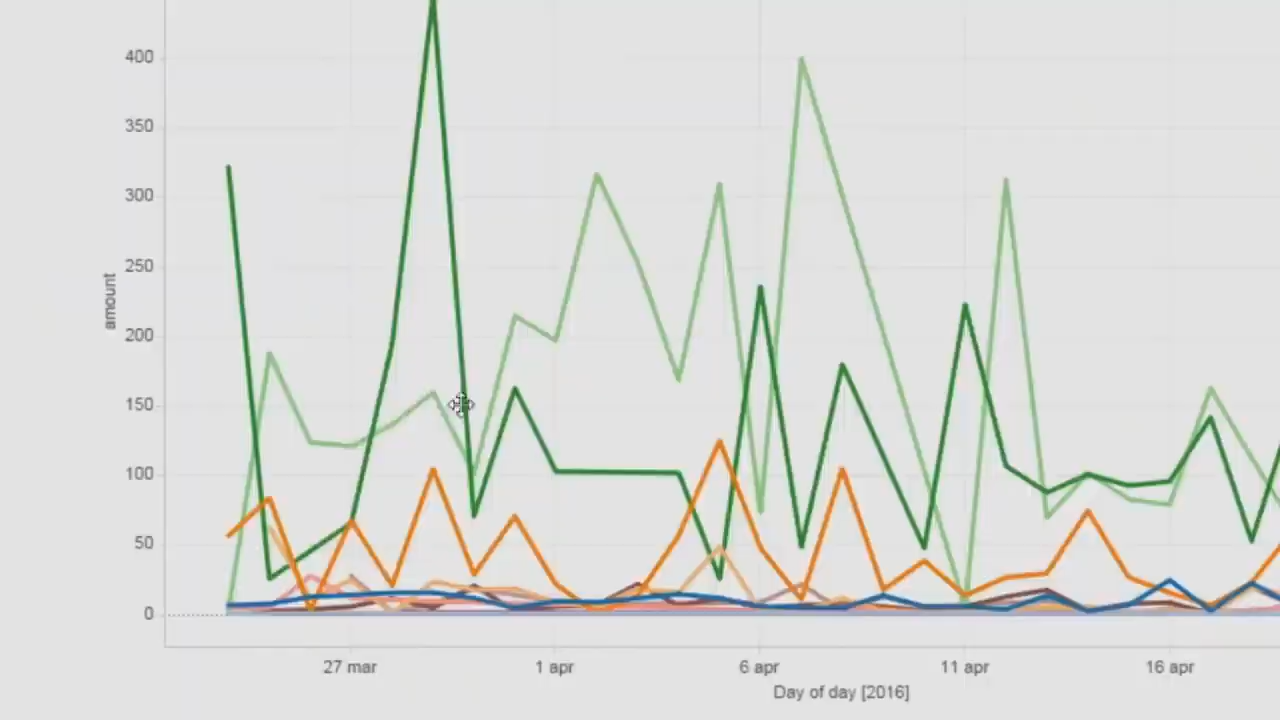 400
350
300
250
200
150
100
50
0
amount
27 mar
1 apr
6 apr
11 apr
16 apr
Day of day [2016]